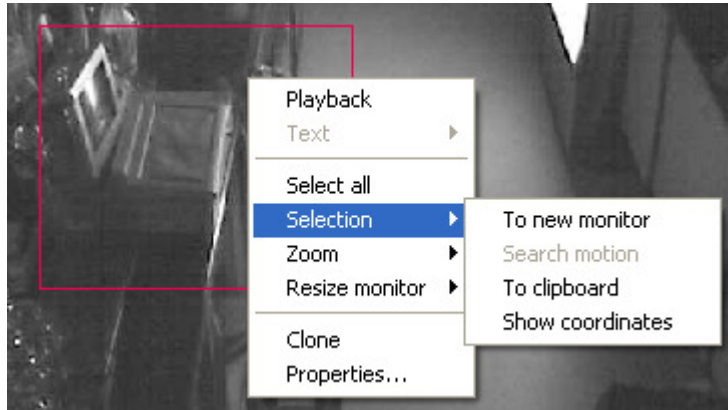 Playback
Text
Select all
Selection
Zoom
Resize monitor
Clone
Properties...
To new monitor
Search motion
To clipboard
Show coordinates